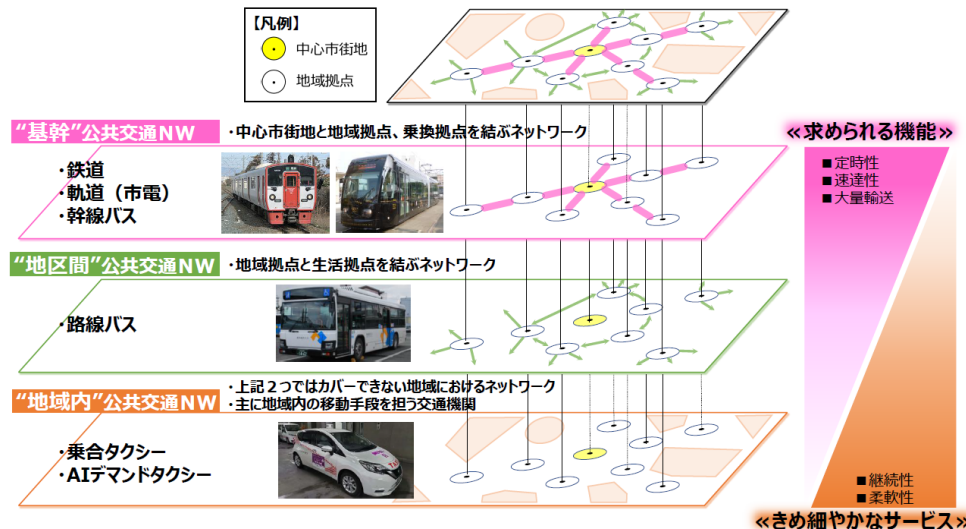 【凡例】
中心市街地
地域拠点
“基幹”公共交通NW
・中心市街地と地域拠点、乗換拠点を結ぶネットワーク
・鉄道
・軌道（市電）
・幹線バス
≪求められる機能≫
■定時性
■速達性
■大量輸送
“地区間”公共交通NW
・地域拠点と生活拠点を結ぶネットワーク
・路線バス
“地域内”公共交通NW
・上記２つではカバーできない地域におけるネットワーク
・主に地域内の移動手段を担う交通機関
・乗合タクシー
・AIデマンドタクシー
■継続性
■柔軟性
≪きめ細やかなサービス≫